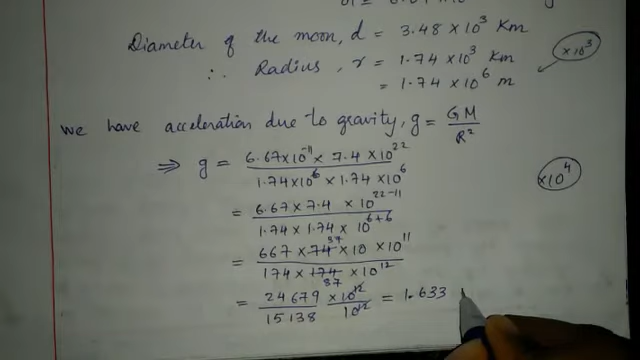 Diameter of the moon, d = 3.48 × 10³ Km
∴ Radius, r = 1.74 × 10³ Km
×10³
= 1.74 × 10⁶ m
We have acceleration due to gravity, g = GM/R²
⇒ g = 6.67×10⁻¹¹ × 7.4 × 10²² / 1.74×10⁶ × 1.74 × 10⁶
×10⁴
= 6.67 × 7.4 × 10²²⁻¹¹ / 1.74 × 1.74 × 10⁶⁺⁶
= 667 × 74 37 × 10 × 10¹¹ / 174 × 174 87 × 10¹²
= 24679 × 10¹² / 15138 10¹² = 1.633